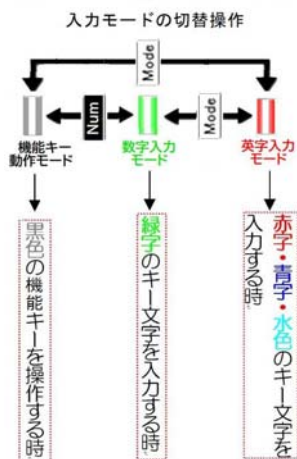 入力モードの切替操作
Mode
Num
Mode
機能キー
動作モード
数字入力
モード
英字入力
モード
黒色の機能キーを操作する時
緑字のキー文字を入力する時
赤字・青字・水色のキー文字を
入力する時